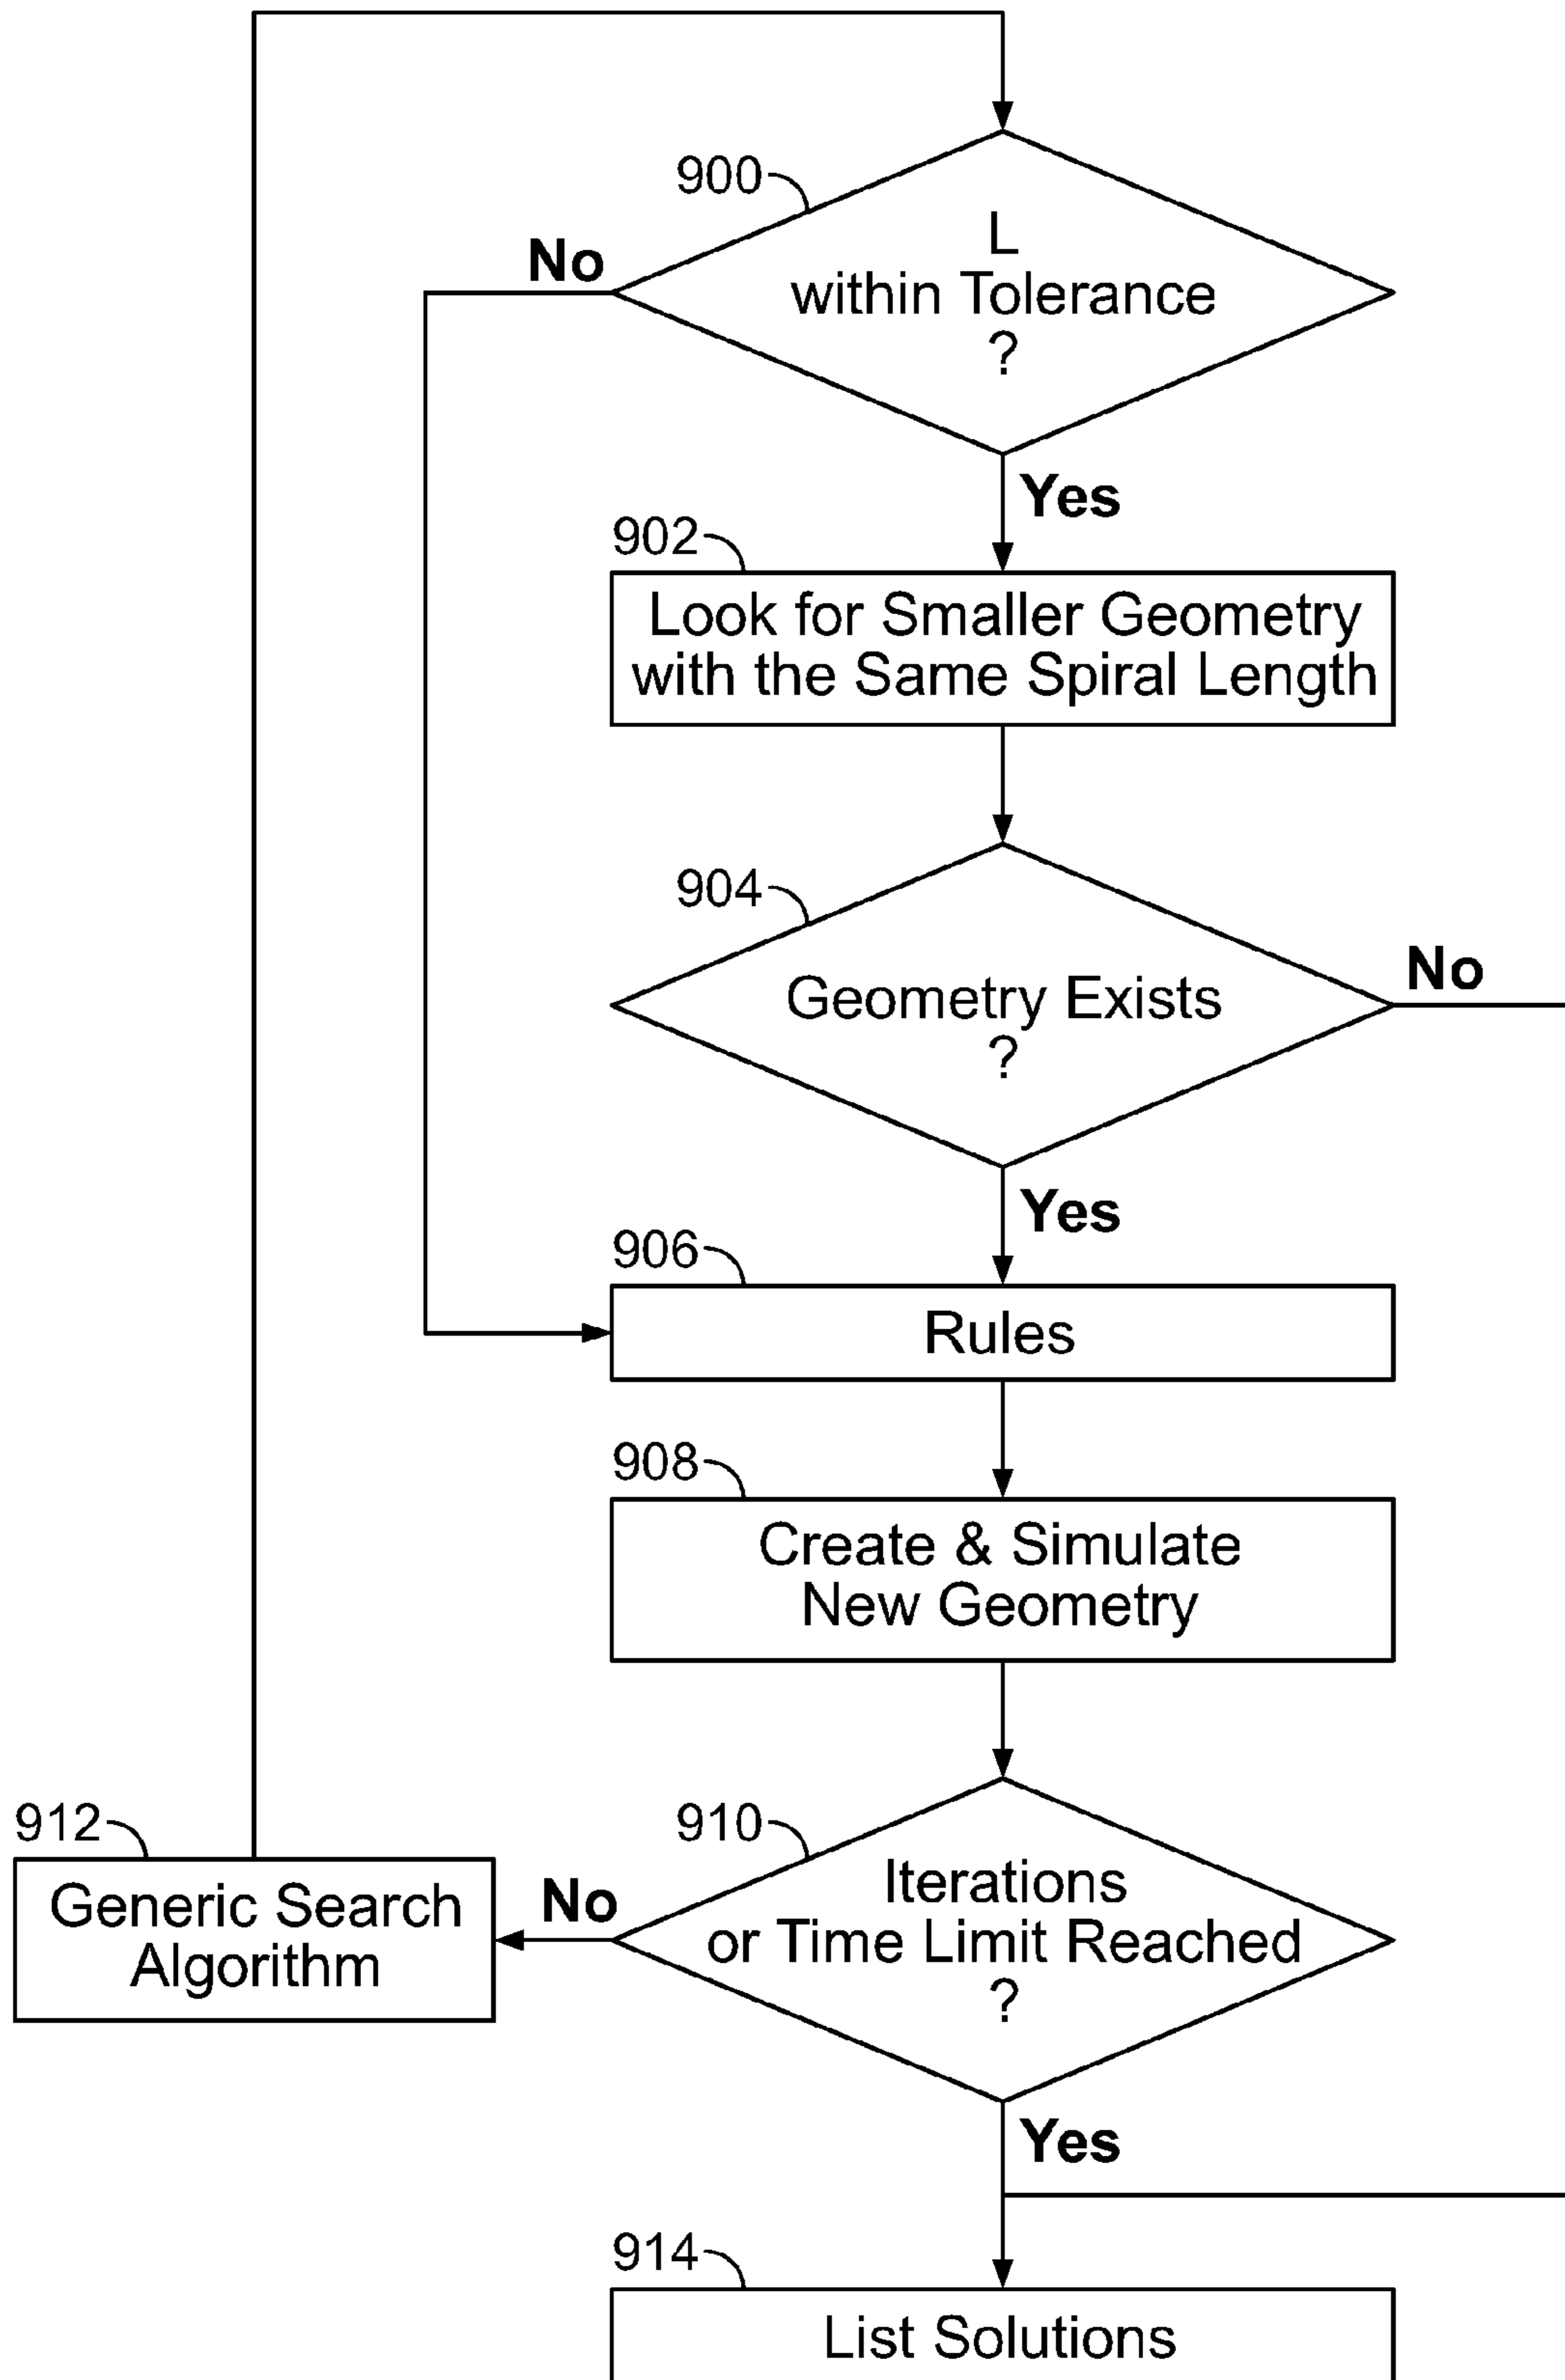 900
L
within Tolerance
?
No
Yes
902
Look for Smaller Geometry
with the Same Spiral Length
904
Geometry Exists
?
No
Yes
906
Rules
908
Create & Simulate
New Geometry
910
Iterations
or Time Limit Reached
?
No
912
Generic Search
Algorithm
Yes
914
List Solutions